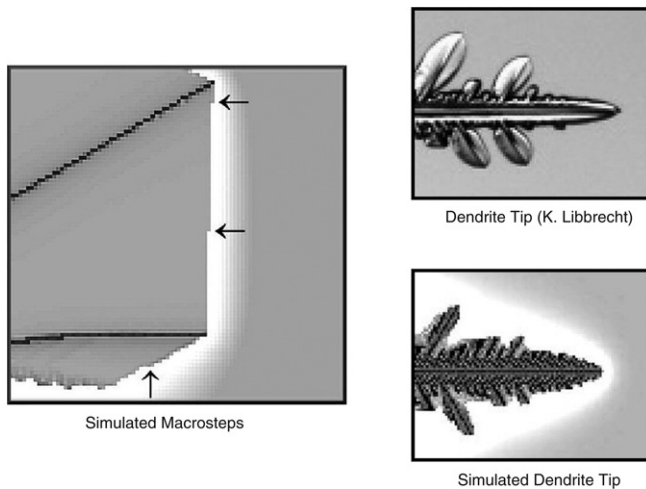 Simulated Macrosteps
Dendrite Tip (K. Libbrecht)
Simulated Dendrite Tip